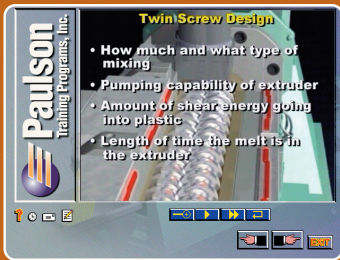 Paulson
Training Programs, Inc.
Twin Screw Design
• How much and what type of
mixing
• Pumping capability of extruder
• Amount of shear energy going
into plastic
• Length of time the melt is in
the extruder
EXIT